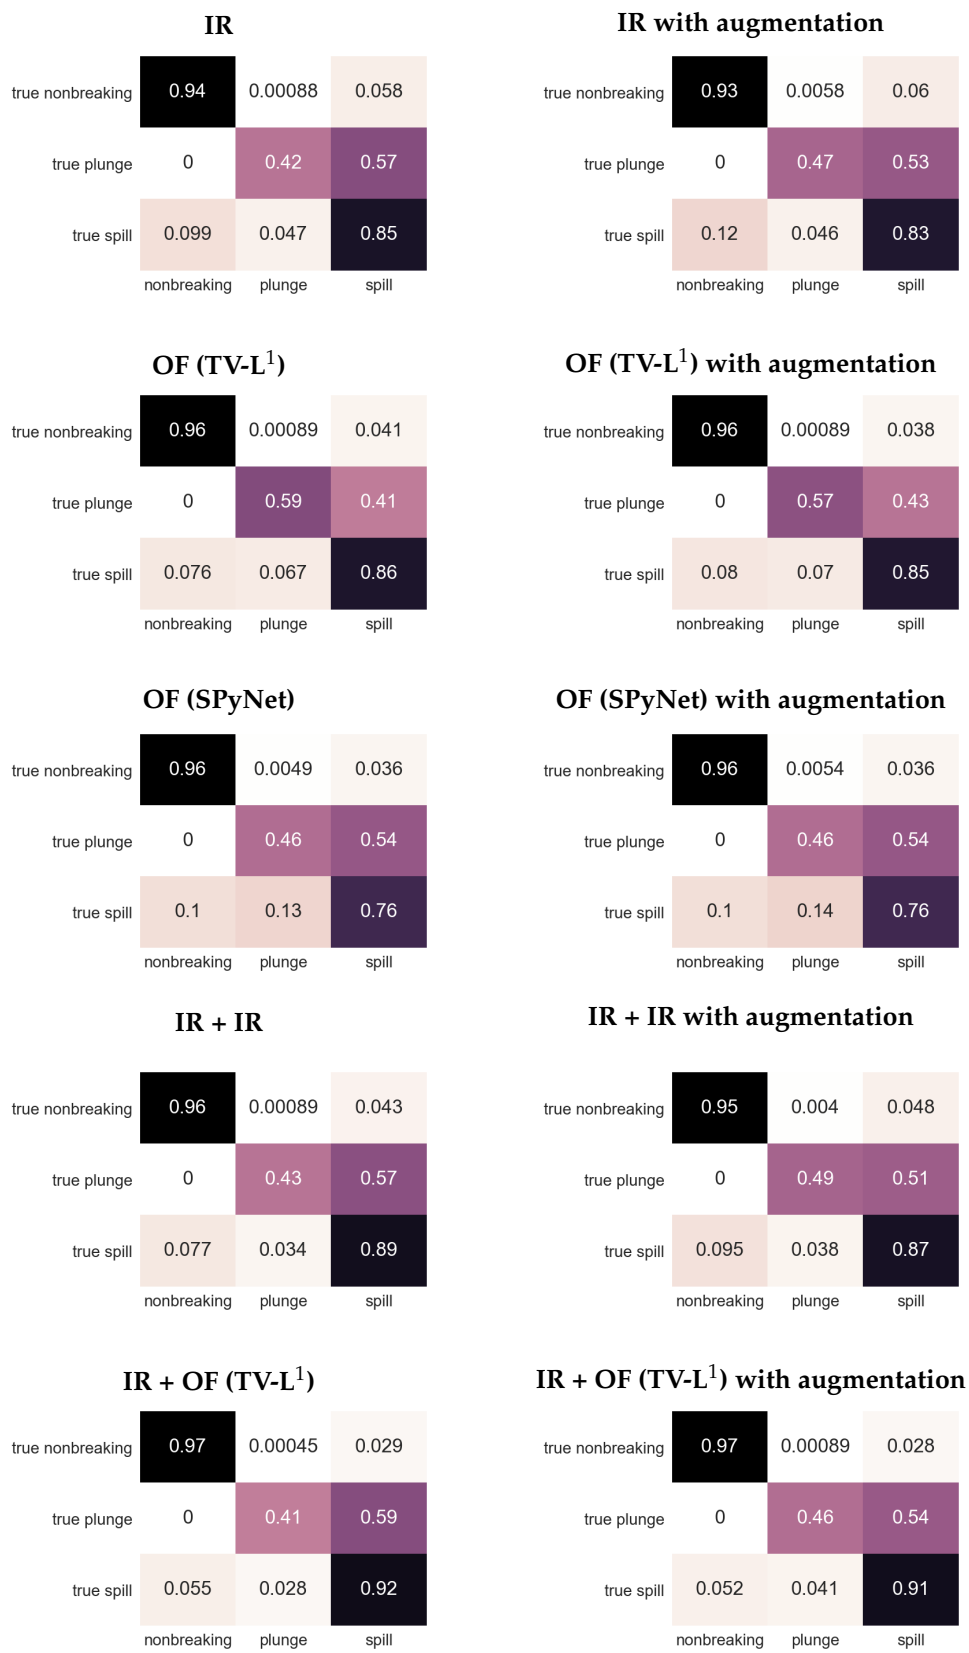 IR
IR with augmentation
true nonbreaking 0.94 0.00088 0.058
true nonbreaking 0.93 0.0058 0.06
true plunge 0 0.42 0.57
true plunge 0 0.47 0.53
true spill 0.099 0.047 0.85
true spill 0.12 0.046 0.83
nonbreaking plunge spill
nonbreaking plunge spill
OF (TV-L¹)
OF (TV-L¹) with augmentation
true nonbreaking 0.96 0.00089 0.041
true nonbreaking 0.96 0.00089 0.038
true plunge 0 0.59 0.41
true plunge 0 0.57 0.43
true spill 0.076 0.067 0.86
true spill 0.08 0.07 0.85
nonbreaking plunge spill
nonbreaking plunge spill
OF (SPyNet)
OF (SPyNet) with augmentation
true nonbreaking 0.96 0.0049 0.036
true nonbreaking 0.96 0.0054 0.036
true plunge 0 0.46 0.54
true plunge 0 0.46 0.54
true spill 0.1 0.13 0.76
true spill 0.1 0.14 0.76
nonbreaking plunge spill
nonbreaking plunge spill
IR + IR
IR + IR with augmentation
true nonbreaking 0.96 0.00089 0.043
true nonbreaking 0.95 0.004 0.048
true plunge 0 0.43 0.57
true plunge 0 0.49 0.51
true spill 0.077 0.034 0.89
true spill 0.095 0.038 0.87
nonbreaking plunge spill
nonbreaking plunge spill
IR + OF (TV-L¹)
IR + OF (TV-L¹) with augmentation
true nonbreaking 0.97 0.00045 0.029
true nonbreaking 0.97 0.00089 0.028
true plunge 0 0.41 0.59
true plunge 0 0.46 0.54
true spill 0.055 0.028 0.92
true spill 0.052 0.041 0.91
nonbreaking plunge spill
nonbreaking plunge spill